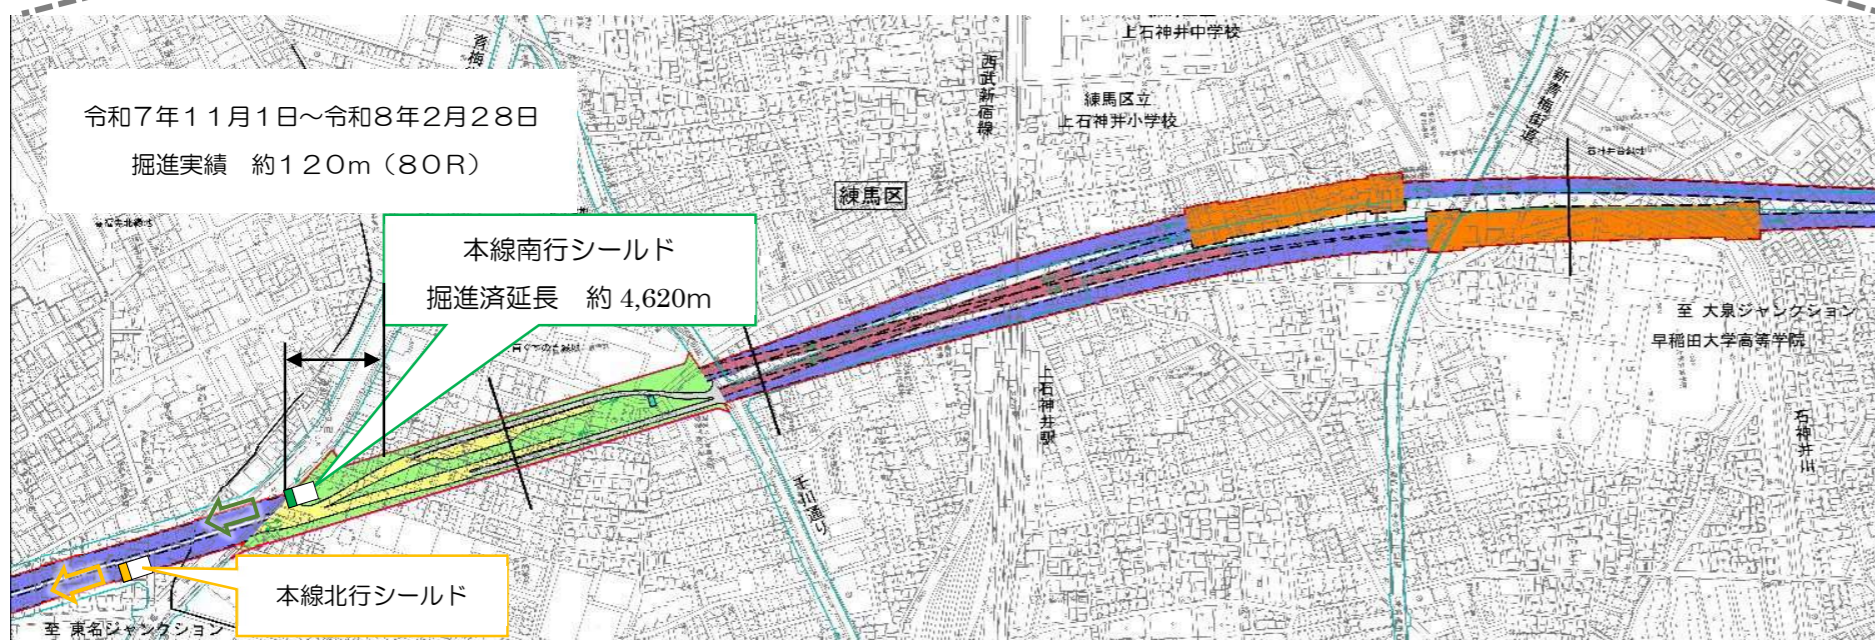 上石神井中学校
青梅
西武新宿線
新青梅街道
令和7年11月1日～令和8年2月28日
掘進実績　約120m（80R）
練馬区立
上石神井小学校
練馬区
本線南行シールド
掘進済延長　約 4,620m
至 大泉ジャンクション
早稲田大学高等学院
上石神井駅
石神井川
千川通り
本線北行シールド
至 東名ジャンクション